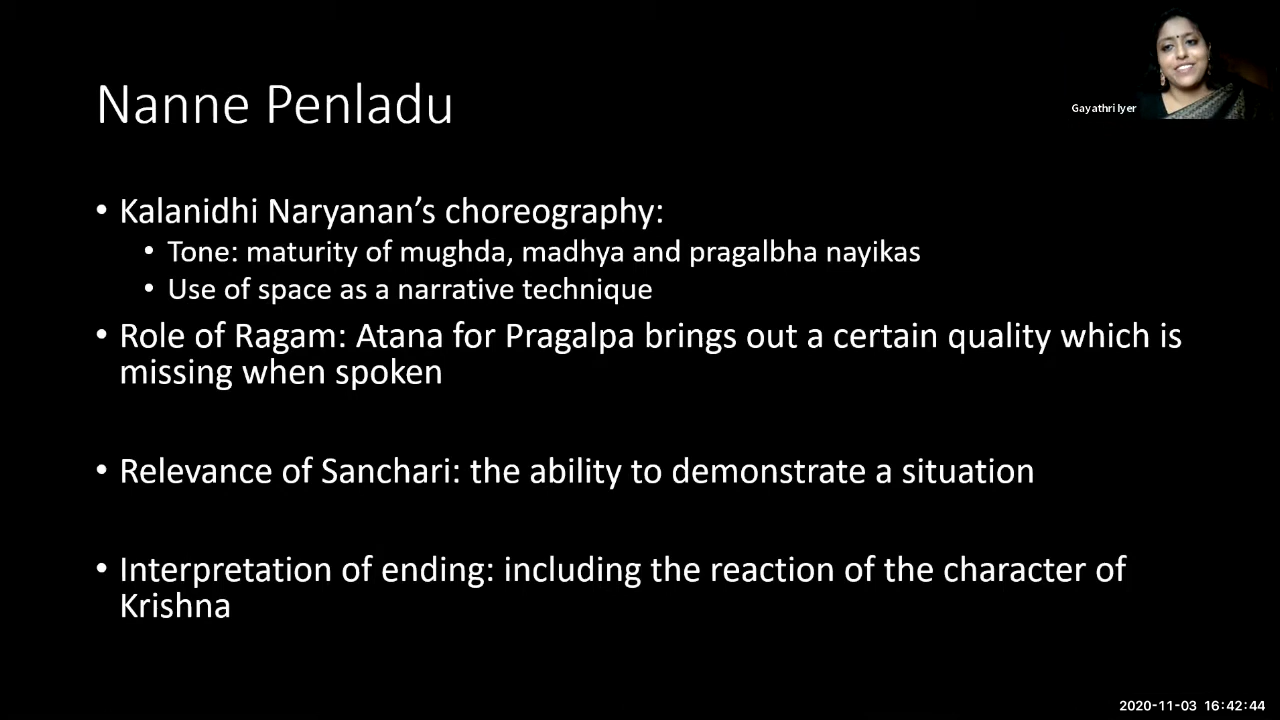 Nanne Penladu
Gayathri Iyer
• Kalanidhi Naryanan’s choreography:
• Tone: maturity of mughda, madhya and pragalbha nayikas
• Use of space as a narrative technique
• Role of Ragam: Atana for Pragalpa brings out a certain quality which is
missing when spoken
• Relevance of Sanchari: the ability to demonstrate a situation
• Interpretation of ending: including the reaction of the character of
Krishna
2020-11-03 16:42:44